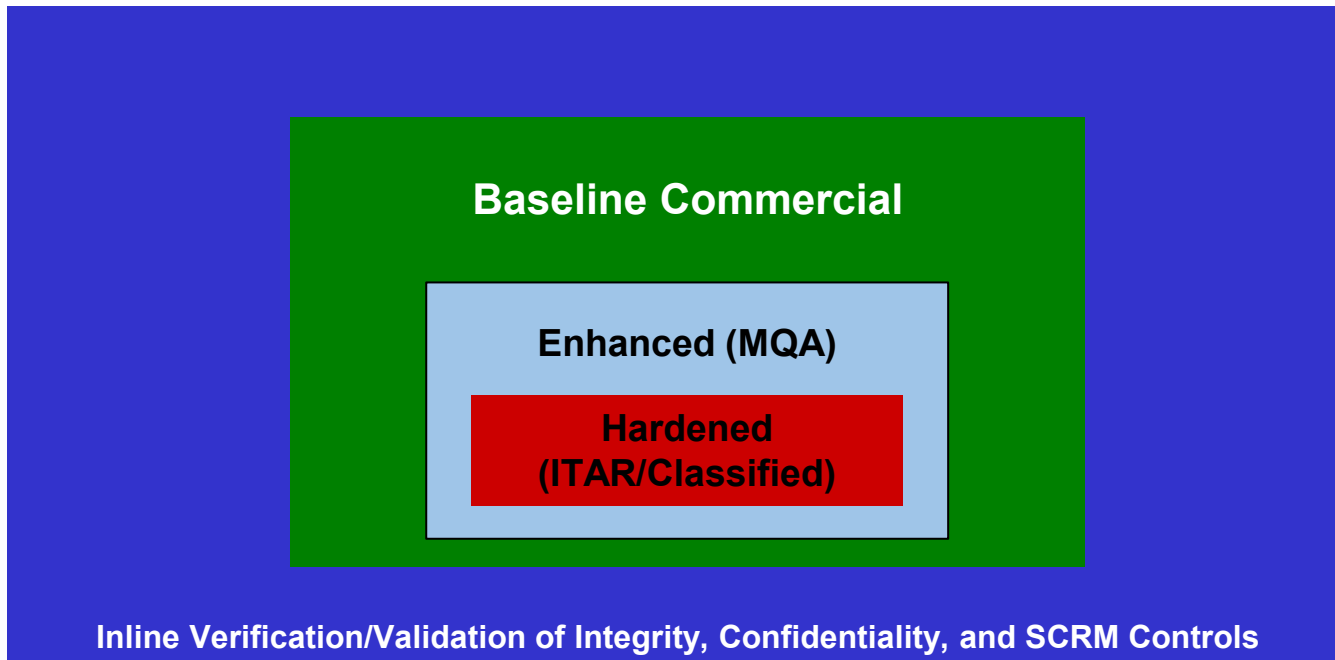 Baseline Commercial
Enhanced (MQA)
Hardened
(ITAR/Classified)
Inline Verification/Validation of Integrity, Confidentiality, and SCRM Controls